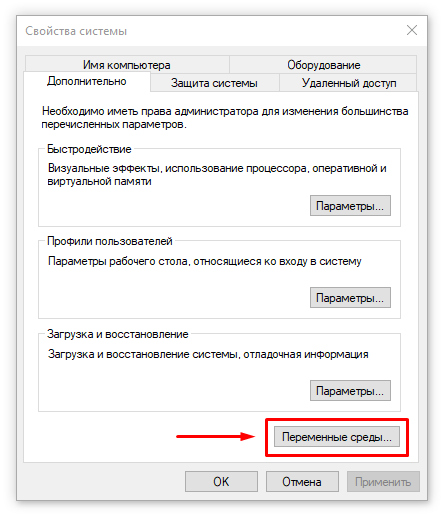 Свойства системы
Имя компьютера
Оборудование
Дополнительно
Защита системы
Удаленный доступ
Необходимо иметь права администратора для изменения большинства
перечисленных параметров.
Быстродействие
Визуальные эффекты, использование процессора, оперативной и
виртуальной памяти
Параметры...
Профили пользователей
Параметры рабочего стола, относящиеся ко входу в систему
Параметры...
Загрузка и восстановление
Загрузка и восстановление системы, отладочная информация
Параметры...
Переменные среды...
OK
Отмена
Применить